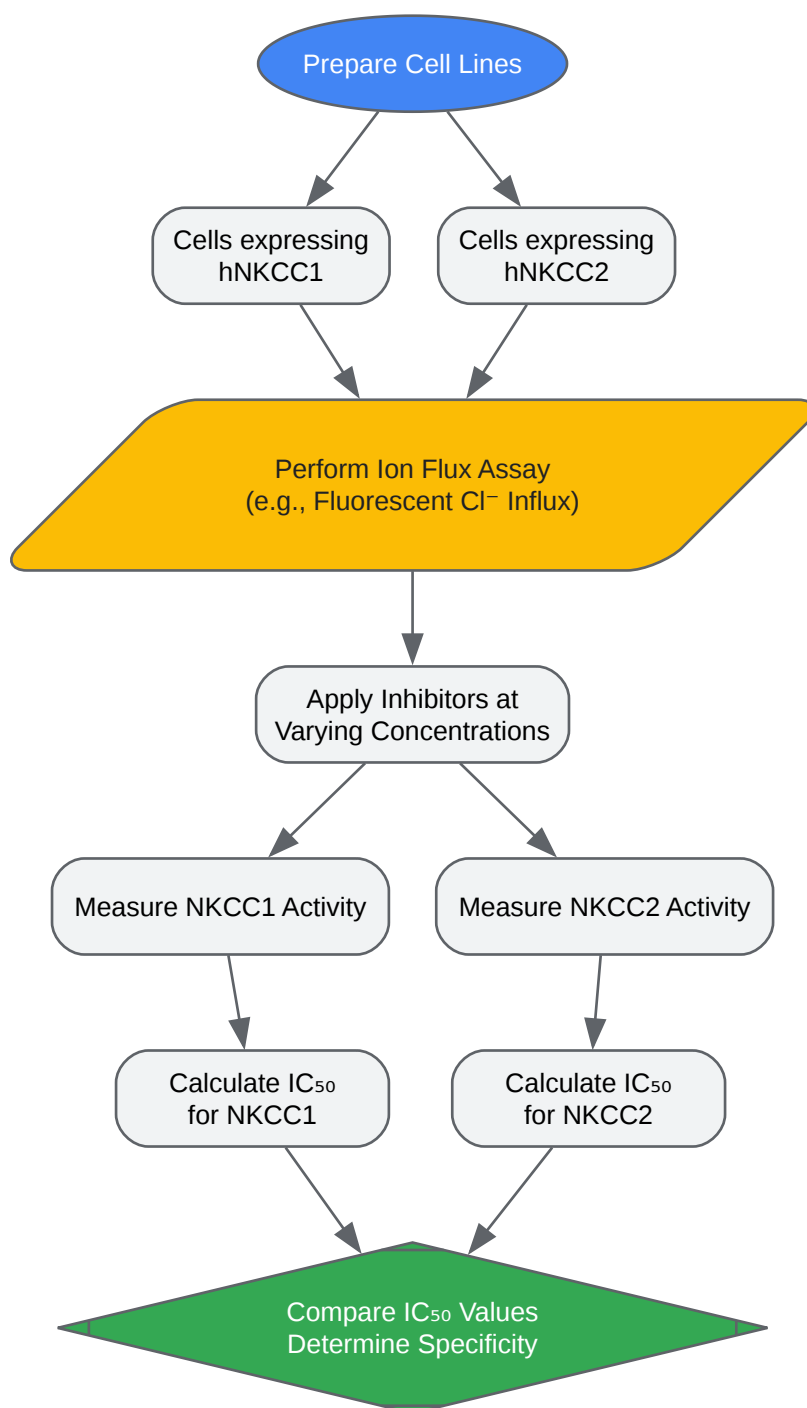 Prepare Cell Lines
Cells expressing
hNKCC1
Cells expressing
hNKCC2
Perform Ion Flux Assay
(e.g., Fluorescent Cl⁻ Influx)
Apply Inhibitors at
Varying Concentrations
Measure NKCC1 Activity
Measure NKCC2 Activity
Calculate IC₅₀
for NKCC1
Calculate IC₅₀
for NKCC2
Compare IC₅₀ Values
Determine Specificity